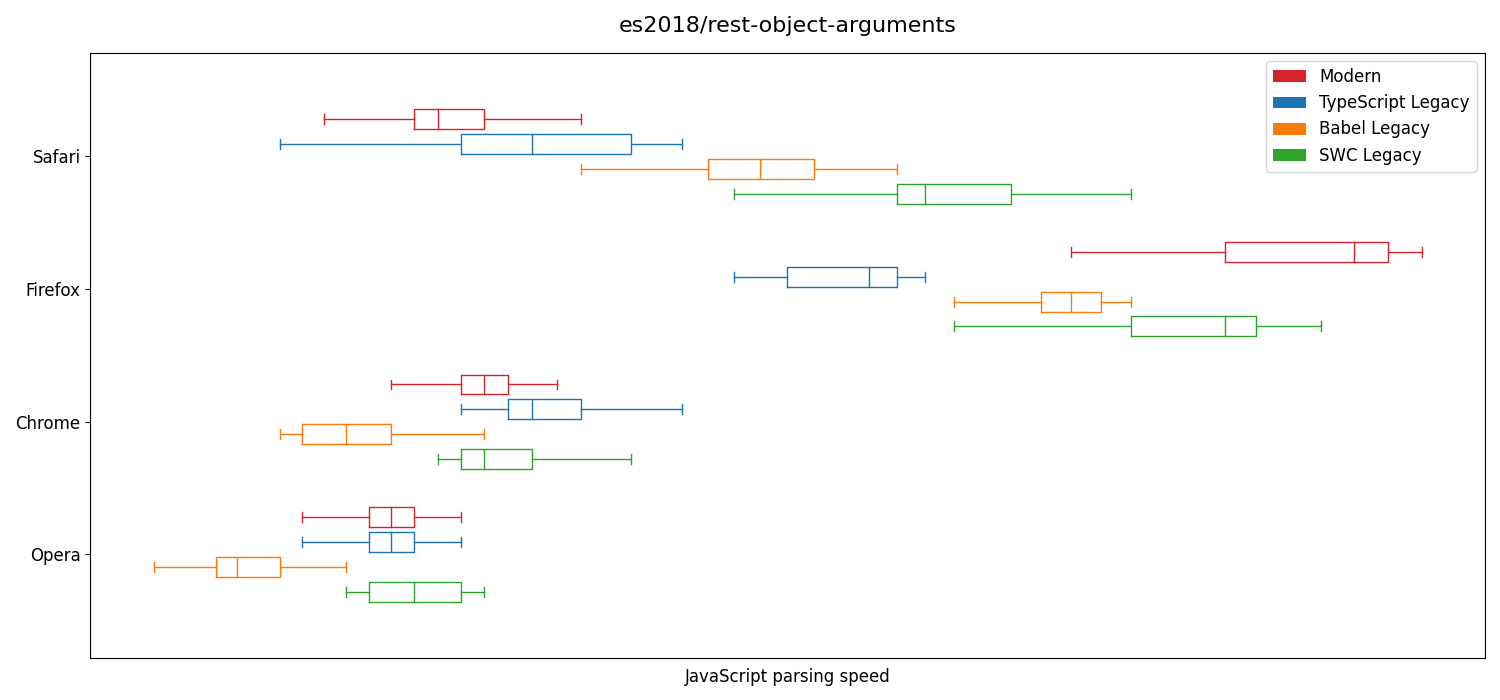 es2018/rest-object-arguments
Modern
TypeScript Legacy
Babel Legacy
SWC Legacy
Safari
Firefox
Chrome
Opera
JavaScript parsing speed